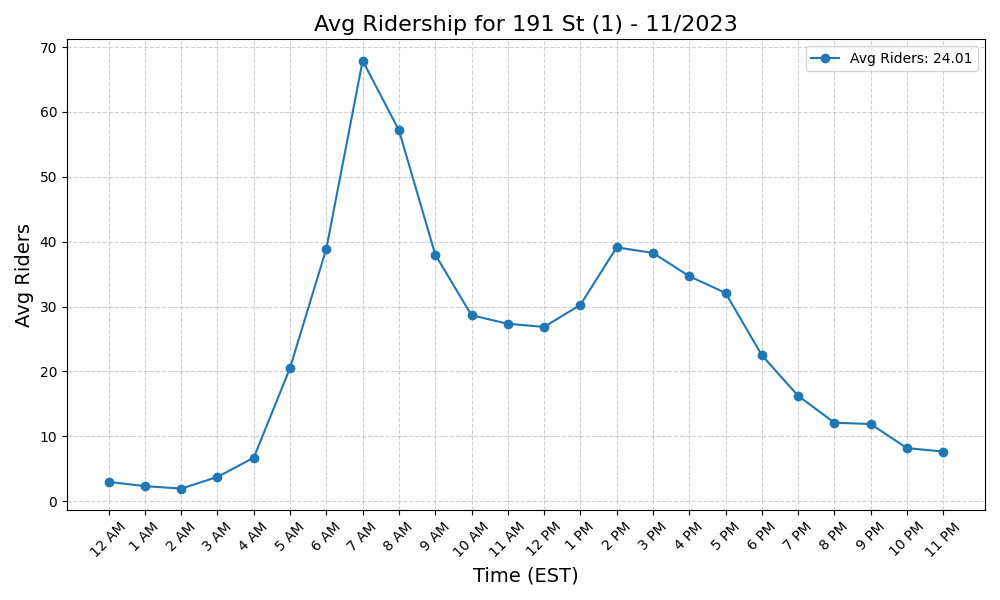 Avg Ridership for 191 St (1) - 11/2023
Avg Riders: 24.01
Avg Riders
70
60
50
40
30
20
10
0
12 AM
1 AM
2 AM
3 AM
4 AM
5 AM
6 AM
7 AM
8 AM
9 AM
10 AM
11 AM
12 PM
1 PM
2 PM
3 PM
4 PM
5 PM
6 PM
7 PM
8 PM
9 PM
10 PM
11 PM
Time (EST)